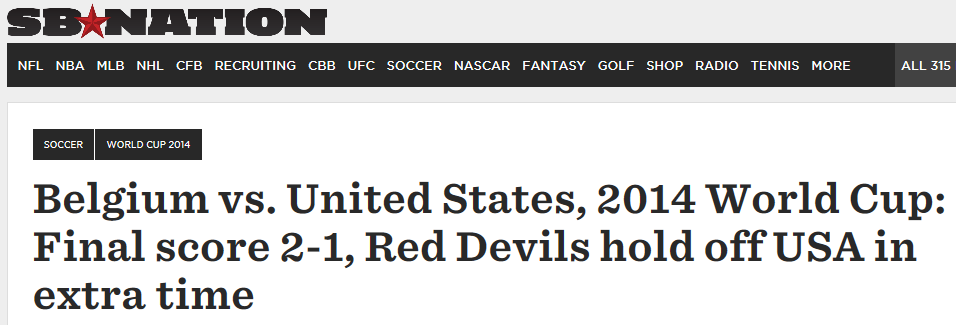 SB NATION
NFL NBA MLB NHL CFB RECRUITING CBB UFC SOCCER NASCAR FANTASY GOLF SHOP RADIO TENNIS MORE ALL 315
SOCCER WORLD CUP 2014
Belgium vs. United States, 2014 World Cup:
Final score 2-1, Red Devils hold off USA in
extra time